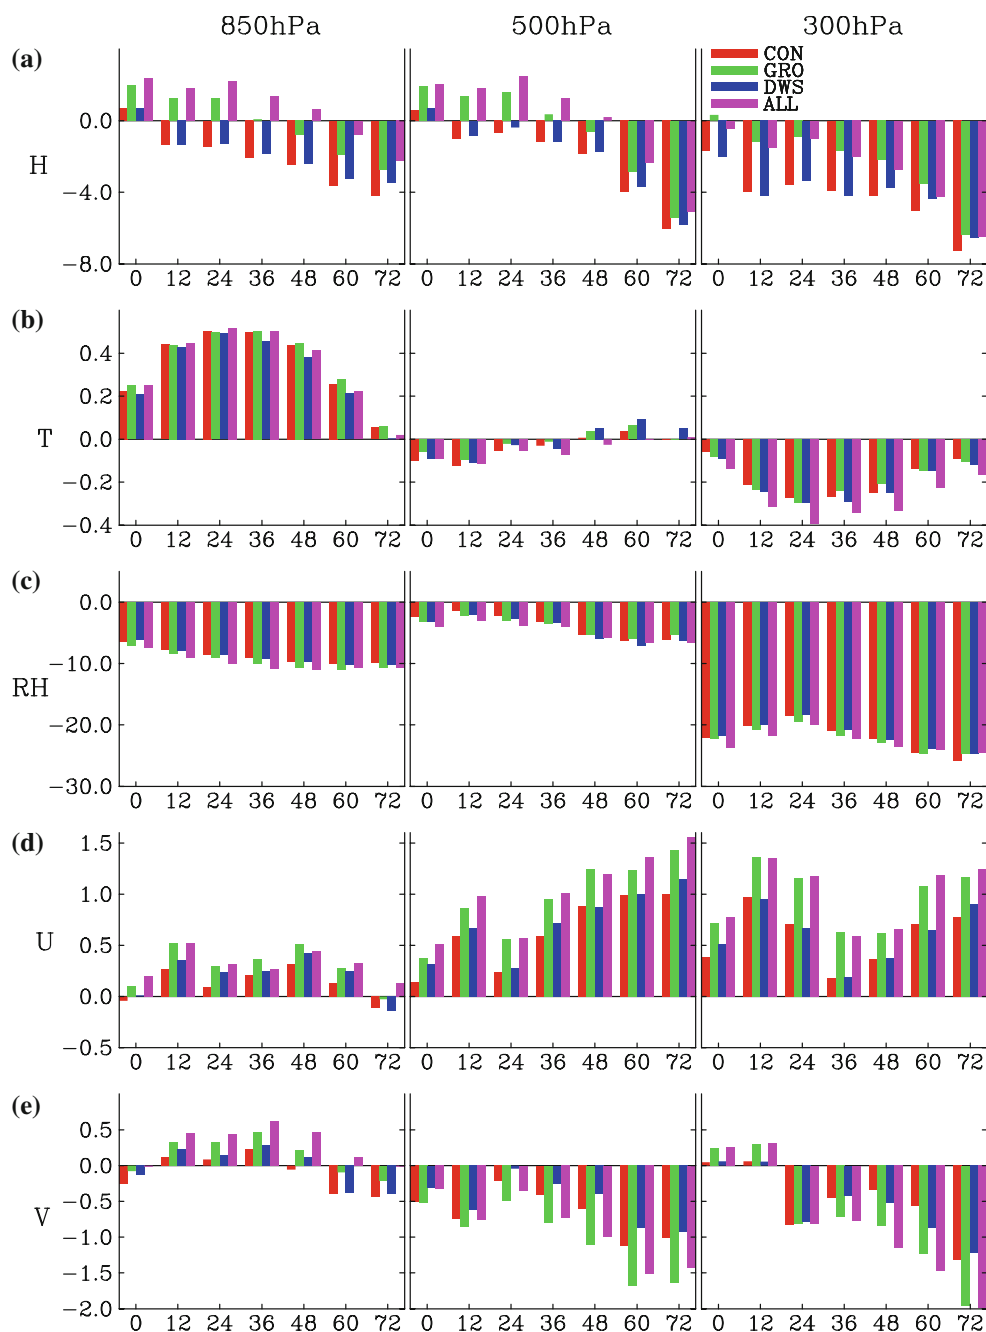 850hPa 500hPa 300hPa
(a)
CON
GRO
DWS
ALL
0.0
H
−4.0
−8.0
0 12 24 36 48 60 72 0 12 24 36 48 60 72 0 12 24 36 48 60 72
(b)
0.4
0.2
T 0.0
−0.2
−0.4
0 12 24 36 48 60 72 0 12 24 36 48 60 72 0 12 24 36 48 60 72
(c)
0.0
−10.0
RH
−20.0
−30.0
0 12 24 36 48 60 72 0 12 24 36 48 60 72 0 12 24 36 48 60 72
(d)
1.5
1.0
U 0.5
0.0
−0.5
0 12 24 36 48 60 72 0 12 24 36 48 60 72 0 12 24 36 48 60 72
(e)
0.5
0.0
−0.5
V
−1.0
−1.5
−2.0
0 12 24 36 48 60 72 0 12 24 36 48 60 72 0 12 24 36 48 60 72